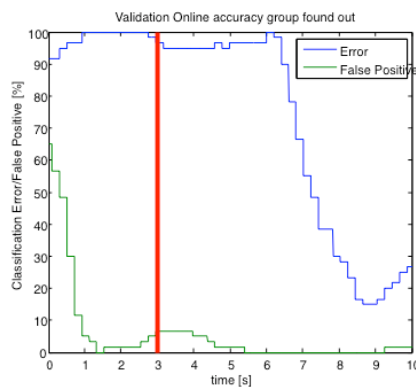 Validation Online accuracy group found out
Classification Error/False Positive [%]
100
90
80
70
60
50
40
30
20
10
0
Error
False Positive
0 1 2 3 4 5 6 7 8 9 10
time [s]